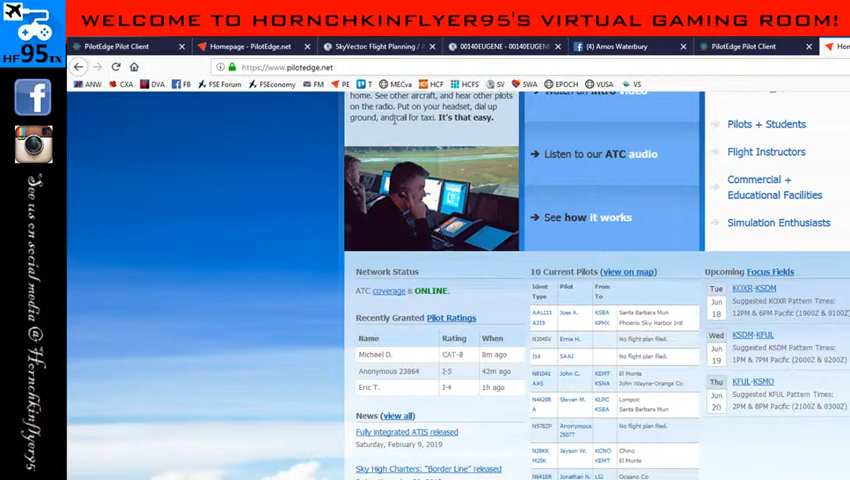 WELCOME TO HORNCHKINFLYER95'S VIRTUAL GAMING ROOM!
HF 95TX
PilotEdge Pilot Client
Homepage - PilotEdge.net
SkyVector: Flight Planning / A
00140EUGENE - 00140EUGEN
(4) Amos Waterbury
PilotEdge Pilot Client
Hom
https://www.pilotedge.net
ANW CXA DVA FB FSE Forum FSEconomy FM PE T MECva HCF HCFS SV SWA EPOCH VUSA VS
home. See other aircraft, and hear other pilots
on the radio. Put on your headset, dial up
ground, and call for taxi. It's that easy.
Watch an intro video
Listen to our ATC audio
See how it works
Pilots + Students
Flight Instructors
Commercial +
Educational Facilities
Simulation Enthusiasts
Network Status
ATC coverage is ONLINE.
Recently Granted Pilot Ratings
Name Rating When
Michael D. CAT-8 8m ago
Anonymous 23864 I-5 42m ago
Eric T. I-4 1h ago
News (view all)
Fully integrated ATIS released
Saturday, February 9, 2019
Sky High Charters: "Border Line" released
10 Current Pilots (view on map)
Ident Pilot From
Type To
AAL211 Jose A. KSBA Santa Barbara Mun
A319 KPHX Phoenix Sky Harbor Intl
N204SV Ernie H. No flight plan filed.
J14 SAAI No flight plan filed.
N81041 John C. KEMT El Monte
AA5 KSNA John Wayne-Orange Co
N4420R Steven M. KLPC Lompoc
A KSBA Santa Barbara Mun
N978ZP Anonymous No flight plan filed.
25077
Jayson W. KCNO Chino
M20K KEMT El Monte
N641ER Jonathan N. L52 Oceano Co
Upcoming Focus Fields
Tue KOXR-KSDM
Jun Suggested KOXR Pattern Times:
18 12PM & 6PM Pacific (1900Z & 0100Z)
Wed KSDM-KFUL
Jun Suggested KSDM Pattern Times:
19 1PM & 7PM Pacific (2000Z & 0200Z)
Thu KFUL-KSMO
Jun Suggested KFUL Pattern Times:
20 2PM & 8PM Pacific (2100Z & 0300Z)
See us on social media @ Hornchkinflyer95